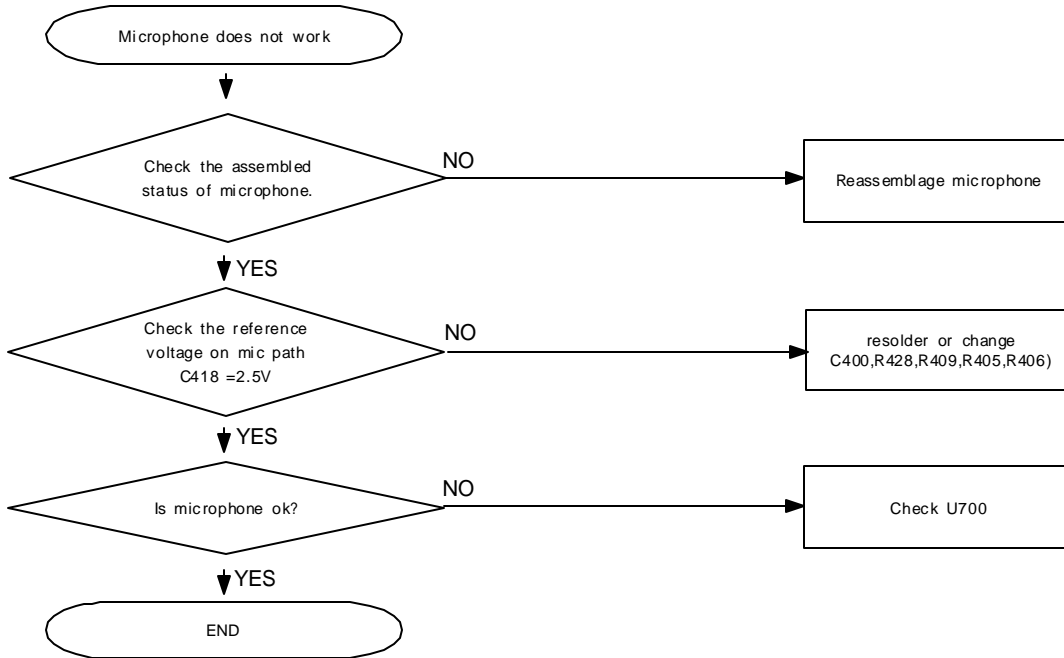 Microphone does not work
Check the assembled
status of microphone.
NO
Reassemblage microphone
YES
Check the reference
voltage on mic path
C418 =2.5V
NO
resolder or change
C400,R428,R409,R405,R406)
YES
Is microphone ok?
NO
Check U700
YES
END